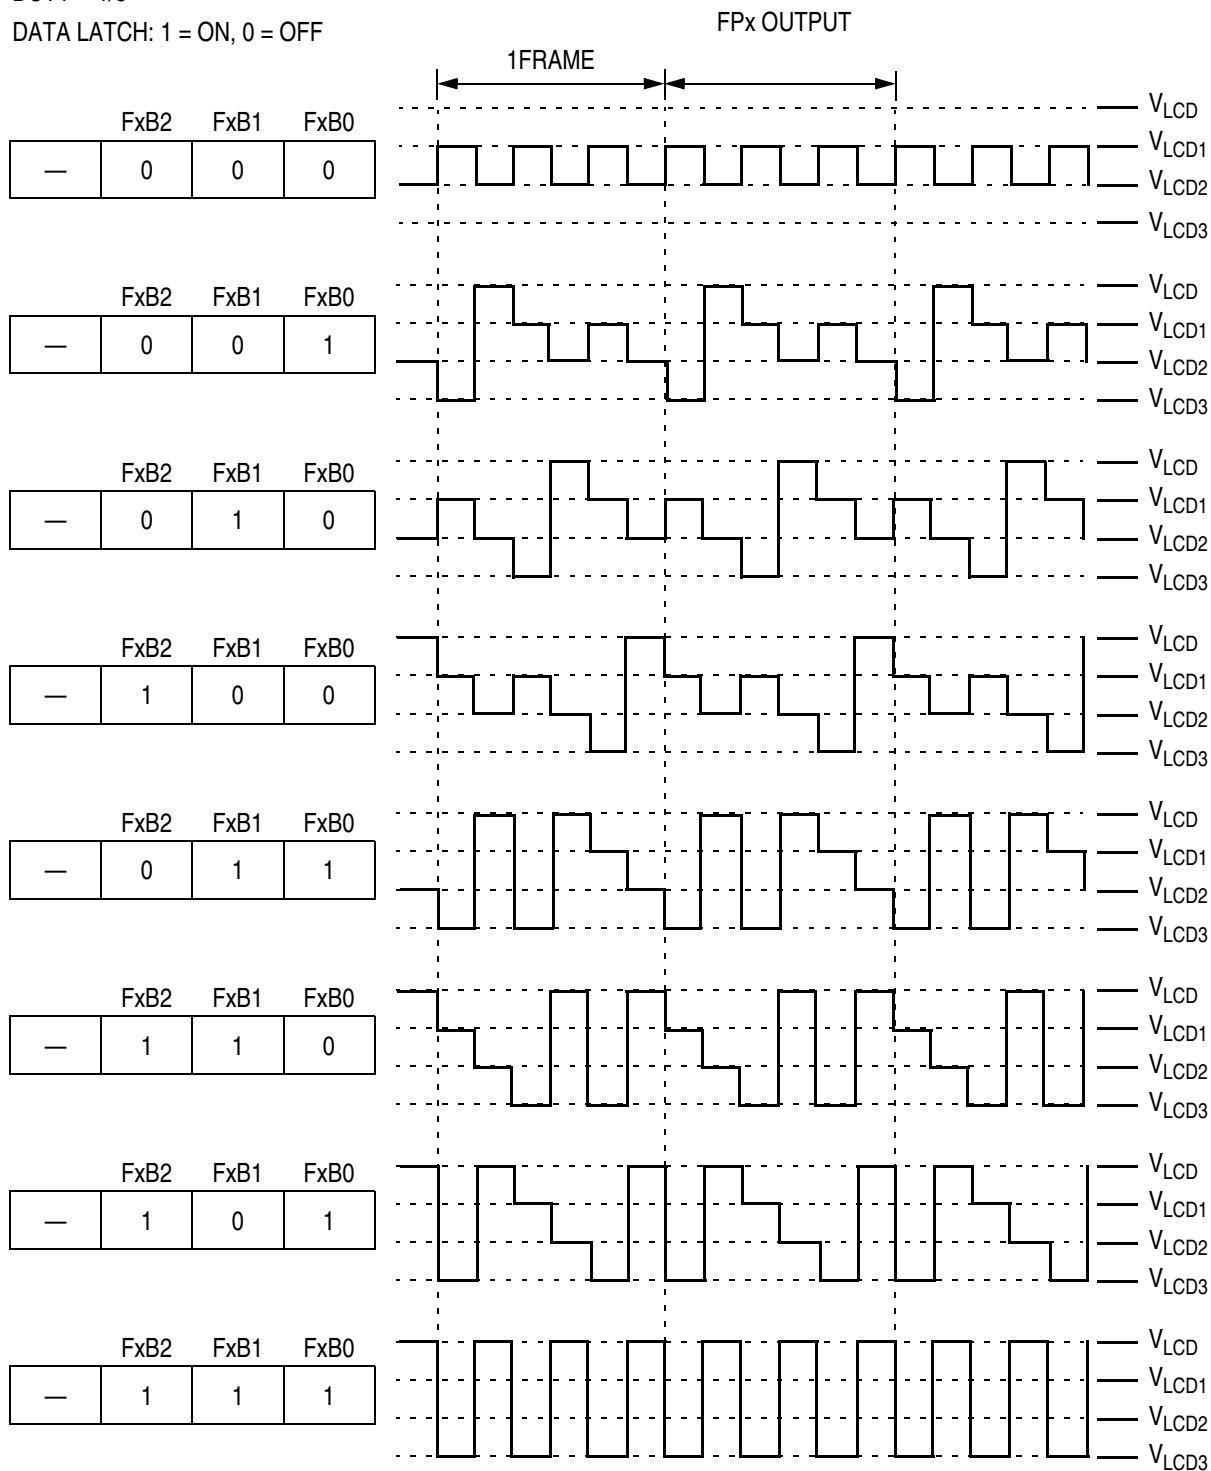 DATA LATCH: 1 = ON, 0 = OFF
FPx OUTPUT
1FRAME
FxB2 FxB1 FxB0
— 0 0 0
VLCD
VLCD1
VLCD2
VLCD3
FxB2 FxB1 FxB0
— 0 0 1
VLCD
VLCD1
VLCD2
VLCD3
FxB2 FxB1 FxB0
— 0 1 0
VLCD
VLCD1
VLCD2
VLCD3
FxB2 FxB1 FxB0
— 1 0 0
VLCD
VLCD1
VLCD2
VLCD3
FxB2 FxB1 FxB0
— 0 1 1
VLCD
VLCD1
VLCD2
VLCD3
FxB2 FxB1 FxB0
— 1 1 0
VLCD
VLCD1
VLCD2
VLCD3
FxB2 FxB1 FxB0
— 1 0 1
VLCD
VLCD1
VLCD2
VLCD3
FxB2 FxB1 FxB0
— 1 1 1
VLCD
VLCD1
VLCD2
VLCD3